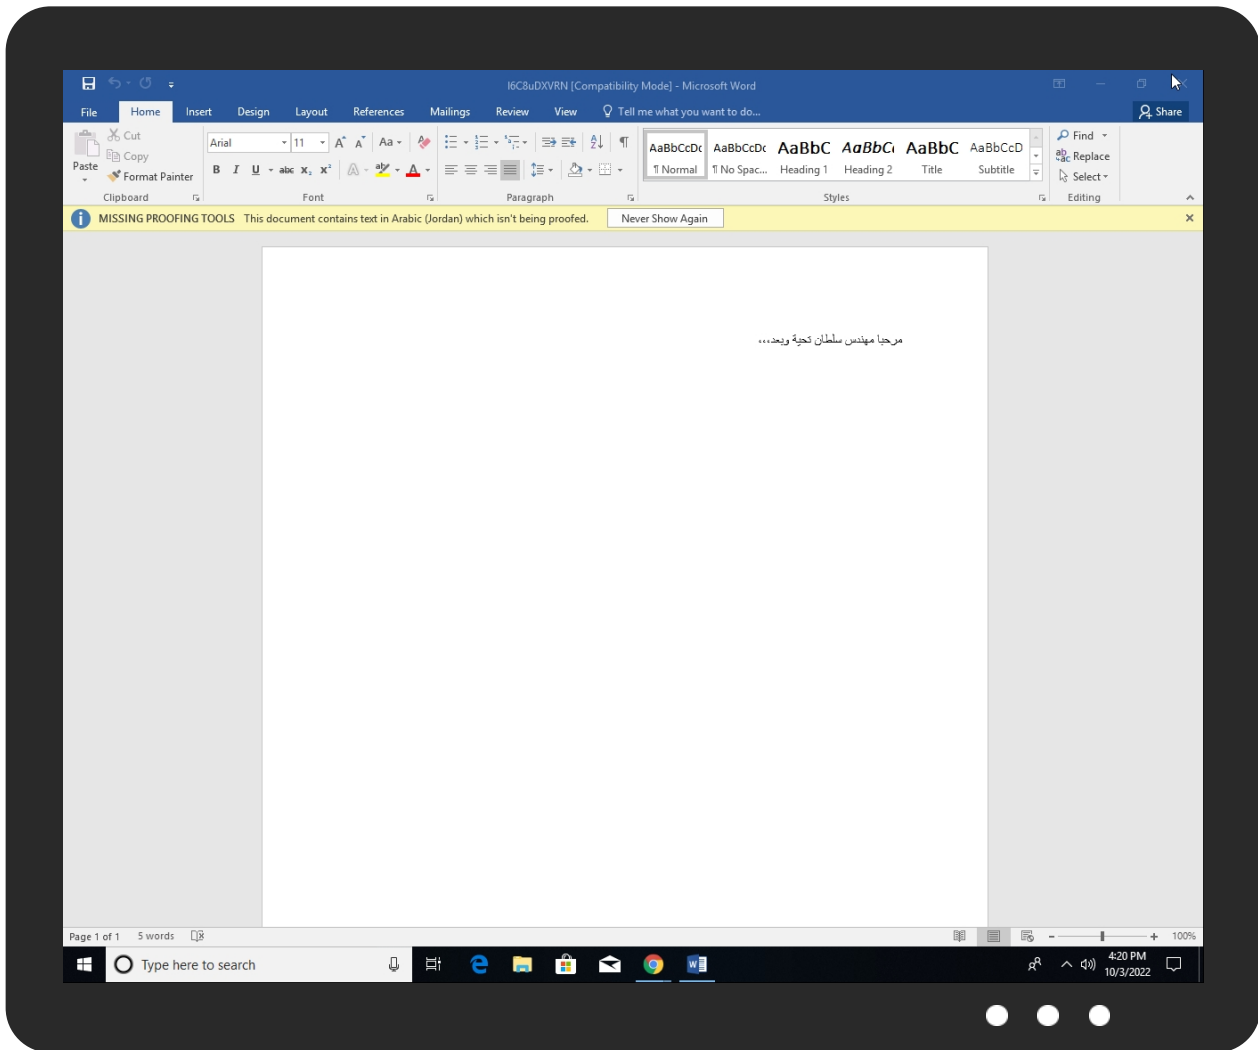 I6C8uDXVRN [Compatibility Mode] - Microsoft Word
File Home Insert Design Layout References Mailings Review View Tell me what you want to do... Share
Paste
Cut
Copy
Format Painter
Clipboard
Arial 11
Font
Paragraph
AaBbCcDc AaBbCcDc AaBbC AaBbC AaBbC AaBbCcD
¶ Normal ¶ No Spac... Heading 1 Heading 2 Title Subtitle
Styles
Find
Replace
Select
Editing
MISSING PROOFING TOOLS This document contains text in Arabic (Jordan) which isn't being proofed. Never Show Again
مرحبا مهندس سلطان تحية وبعد،،،
Page 1 of 1 5 words 100%
Type here to search
4:20 PM
10/3/2022